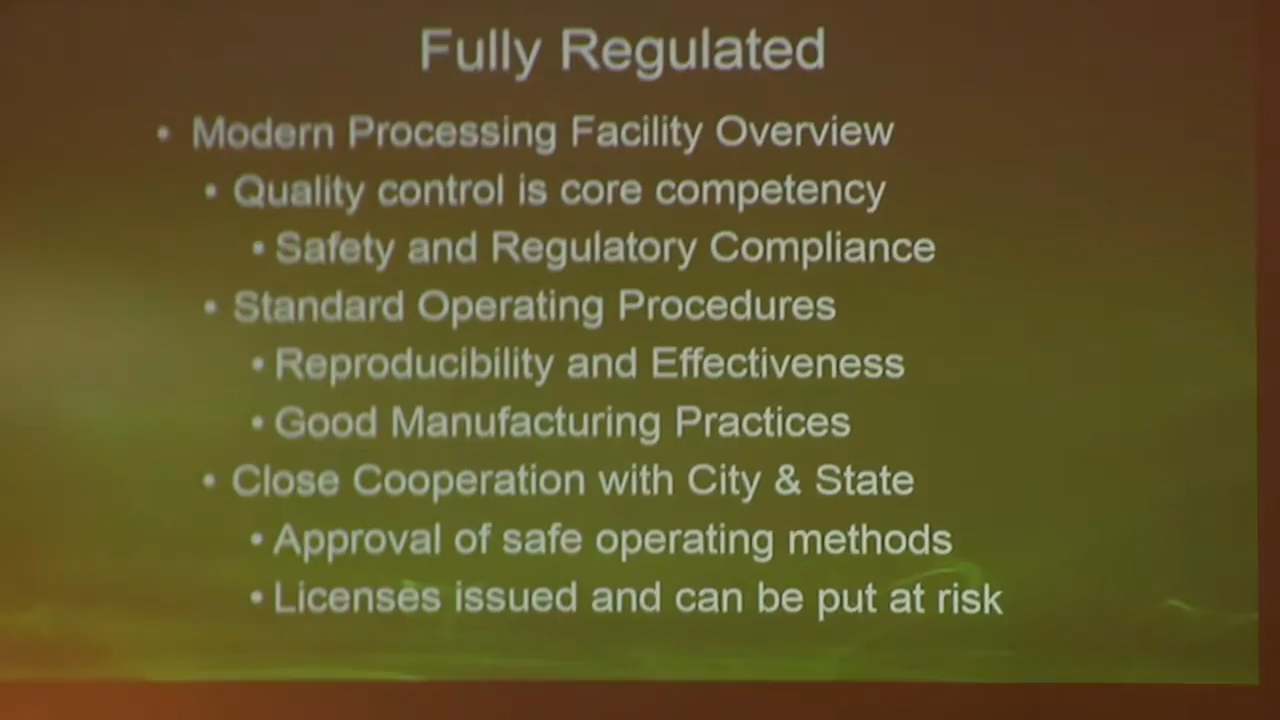 Fully Regulated
• Modern Processing Facility Overview
• Quality control is core competency
• Safety and Regulatory Compliance
• Standard Operating Procedures
• Reproducibility and Effectiveness
• Good Manufacturing Practices
• Close Cooperation with City & State
• Approval of safe operating methods
• Licenses issued and can be put at risk